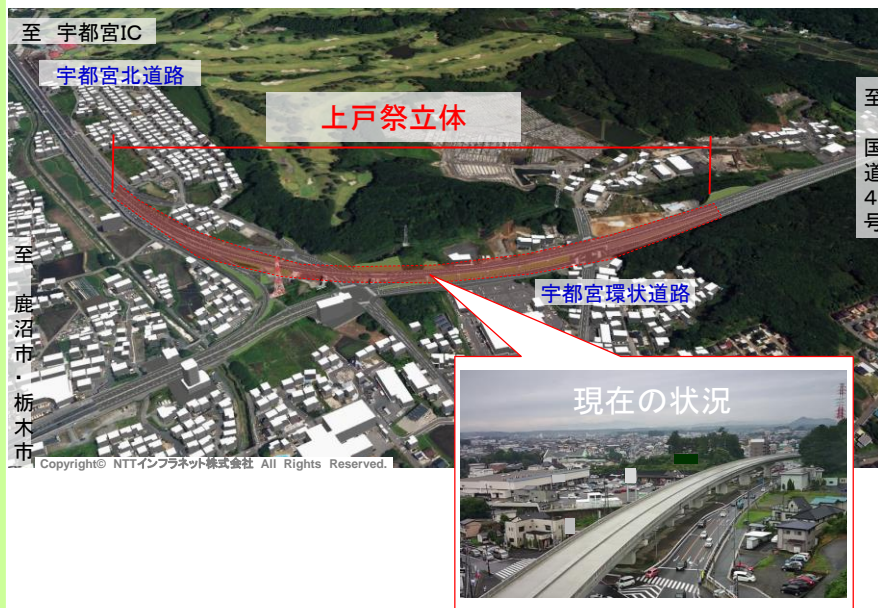 至 宇都宮IC
宇都宮北道路
上戸祭立体
至 国道4号
至 鹿沼市・栃木市
宇都宮環状道路
現在の状況
Copyright© NTTインフラネット株式会社 All Rights Reserved.